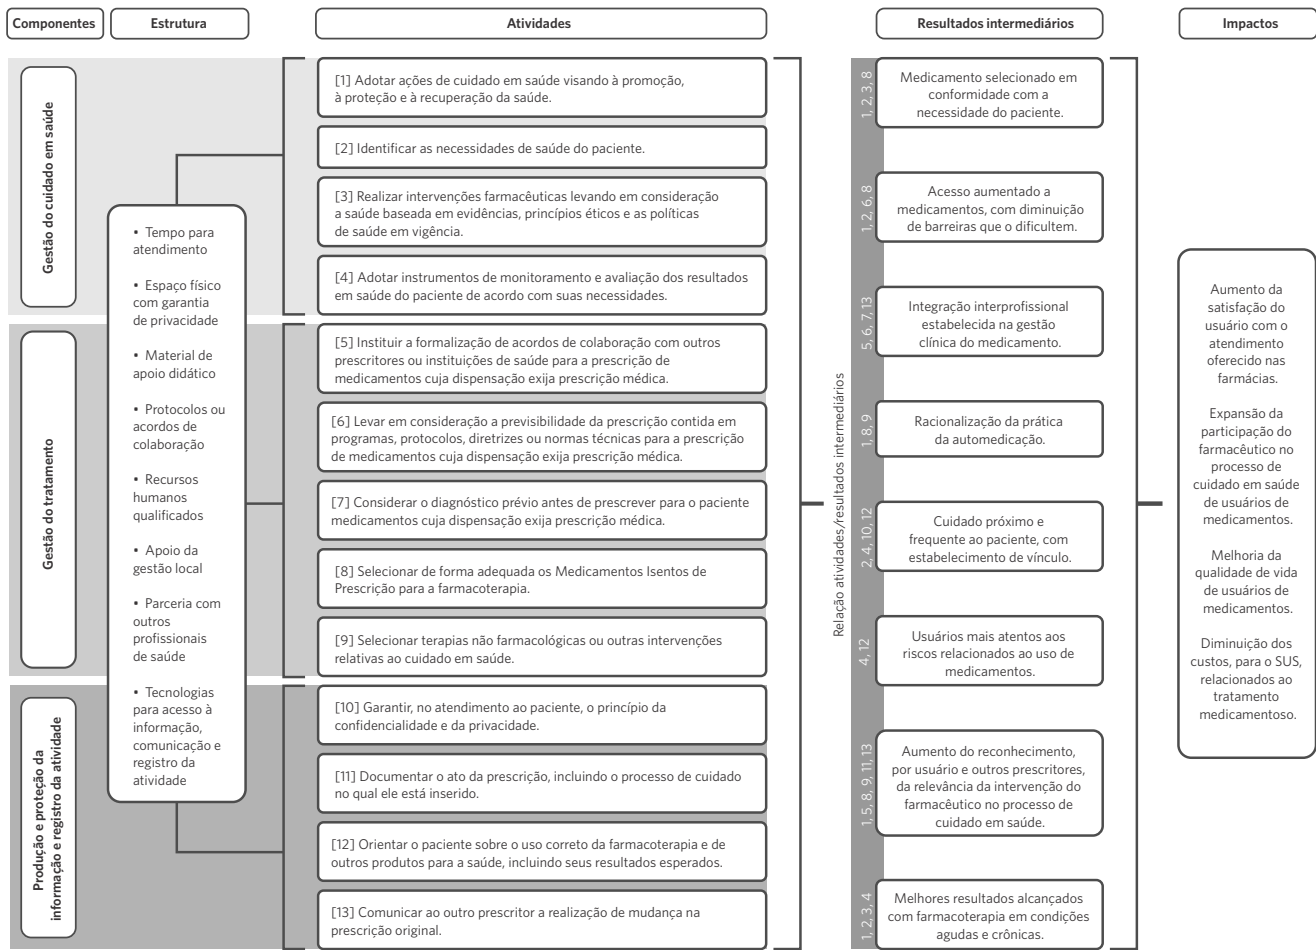 Componentes
Estrutura
Atividades
Resultados intermediários
Impactos
Gestão do cuidado em saúde
Gestão do tratamento
Produção e proteção da
informação e registro da atividade
• Tempo para
atendimento
• Espaço físico
com garantia
de privacidade
• Material de
apoio didático
• Protocolos ou
acordos de
colaboração
• Recursos
humanos
qualificados
• Apoio da
gestão local
• Parceria com
outros
profissionais
de saúde
• Tecnologias
para acesso à
informação,
comunicação e
registro da
atividade
[1] Adotar ações de cuidado em saúde visando à promoção,
à proteção e à recuperação da saúde.
[2] Identificar as necessidades de saúde do paciente.
[3] Realizar intervenções farmacêuticas levando em consideração
a saúde baseada em evidências, princípios éticos e as políticas
de saúde em vigência.
[4] Adotar instrumentos de monitoramento e avaliação dos resultados
em saúde do paciente de acordo com suas necessidades.
[5] Instituir a formalização de acordos de colaboração com outros
prescritores ou instituições de saúde para a prescrição de
medicamentos cuja dispensação exija prescrição médica.
[6] Levar em consideração a previsibilidade da prescrição contida em
programas, protocolos, diretrizes ou normas técnicas para a prescrição
de medicamentos cuja dispensação exija prescrição médica.
[7] Considerar o diagnóstico prévio antes de prescrever para o paciente
medicamentos cuja dispensação exija prescrição médica.
[8] Selecionar de forma adequada os Medicamentos Isentos de
Prescrição para a farmacoterapia.
[9] Selecionar terapias não farmacológicas ou outras intervenções
relativas ao cuidado em saúde.
[10] Garantir, no atendimento ao paciente, o princípio da
confidencialidade e da privacidade.
[11] Documentar o ato da prescrição, incluindo o processo de cuidado
no qual ele está inserido.
[12] Orientar o paciente sobre o uso correto da farmacoterapia e de
outros produtos para a saúde, incluindo seus resultados esperados.
[13] Comunicar ao outro prescritor a realização de mudança na
prescrição original.
Relação atividades/resultados intermediários
1, 2, 3, 8
Medicamento selecionado em
conformidade com a
necessidade do paciente.
1, 2, 6, 8
Acesso aumentado a
medicamentos, com diminuição
de barreiras que o dificultem.
5, 6, 7, 13
Integração interprofissional
estabelecida na gestão
clínica do medicamento.
1, 8, 9
Racionalização da prática
da automedicação.
2, 4, 10, 12
Cuidado próximo e
frequente ao paciente, com
estabelecimento de vínculo.
4, 12
Usuários mais atentos aos
riscos relacionados ao uso de
medicamentos.
1, 5, 8, 9, 11, 13
Aumento do reconhecimento,
por usuário e outros prescritores,
da relevância da intervenção do
farmacêutico no processo de
cuidado em saúde.
1, 2, 3, 4
Melhores resultados alcançados
com farmacoterapia em condições
agudas e crônicas.
Aumento da
satisfação do
usuário com o
atendimento
oferecido nas
farmácias.
Expansão da
participação do
farmacêutico no
processo de
cuidado em saúde
de usuários de
medicamentos.
Melhoria da
qualidade de vida
de usuários de
medicamentos.
Diminuição dos
custos, para o SUS,
relacionados ao
tratamento
medicamentoso.